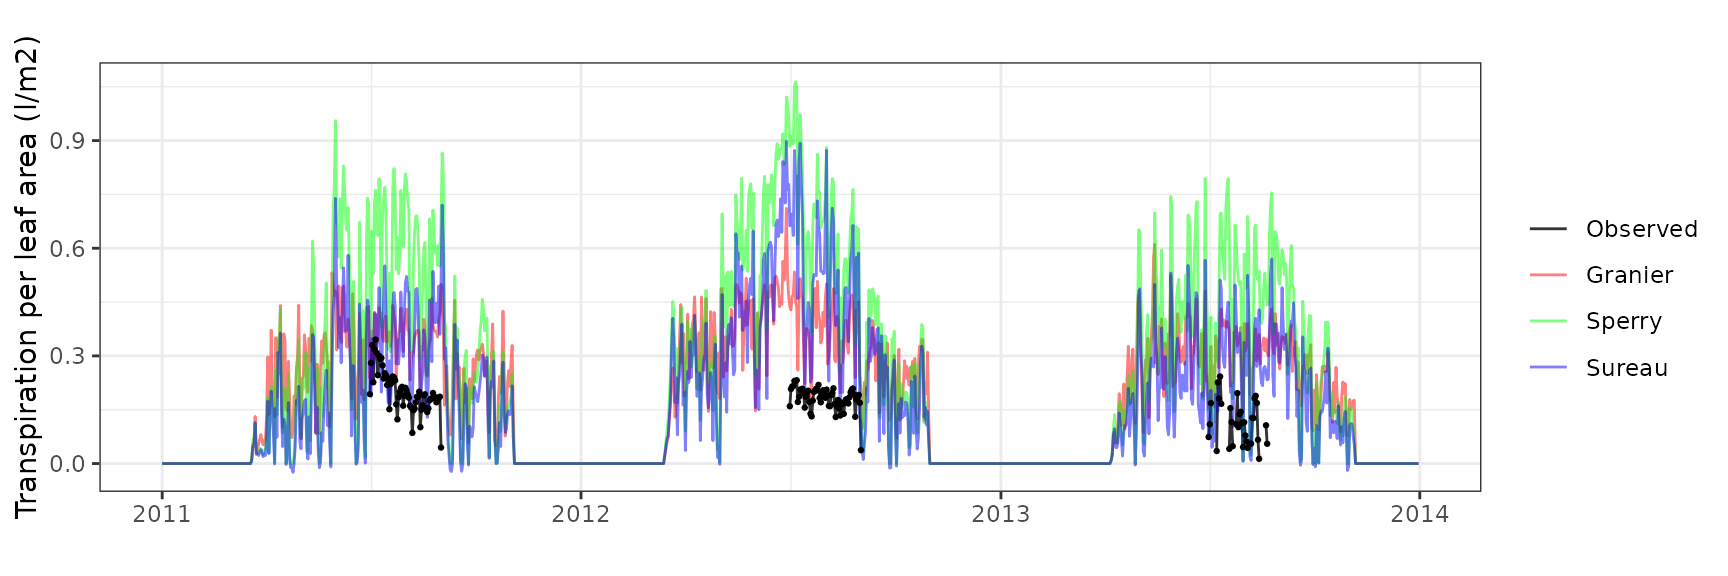 Transpiration per leaf area (l/m2)
0.9
0.6
0.3
0.0
2011
2012
2013
2014
Observed
Granier
Sperry
Sureau